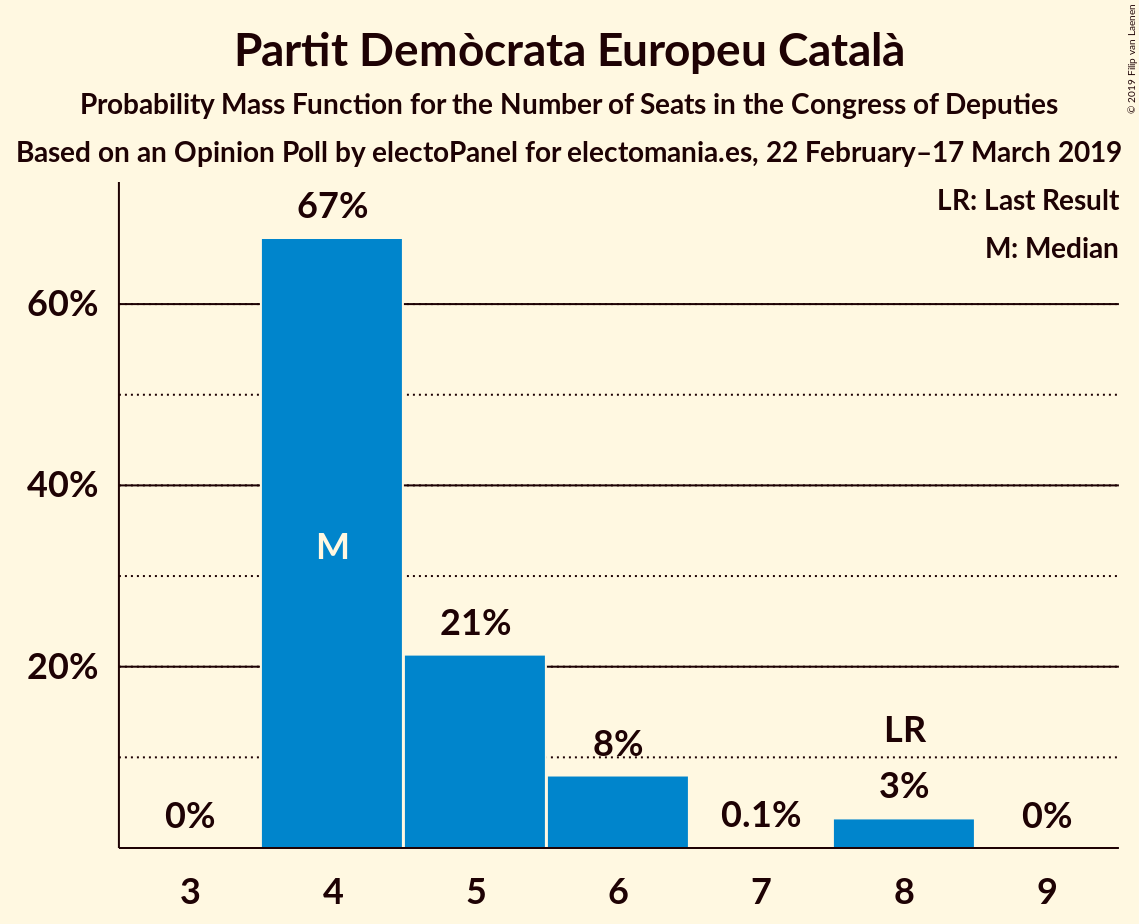 Partit Demòcrata Europeu Català
Probability Mass Function for the Number of Seats in the Congress of Deputies
Based on an Opinion Poll by electoPanel for electomania.es, 22 February–17 March 2019
© 2019 Filip van Laenen
LR: Last Result
M: Median
67%
60%
40%
M
21%
20%
LR
8%
3%
0%
0.1%
0%
3 4 5 6 7 8 9